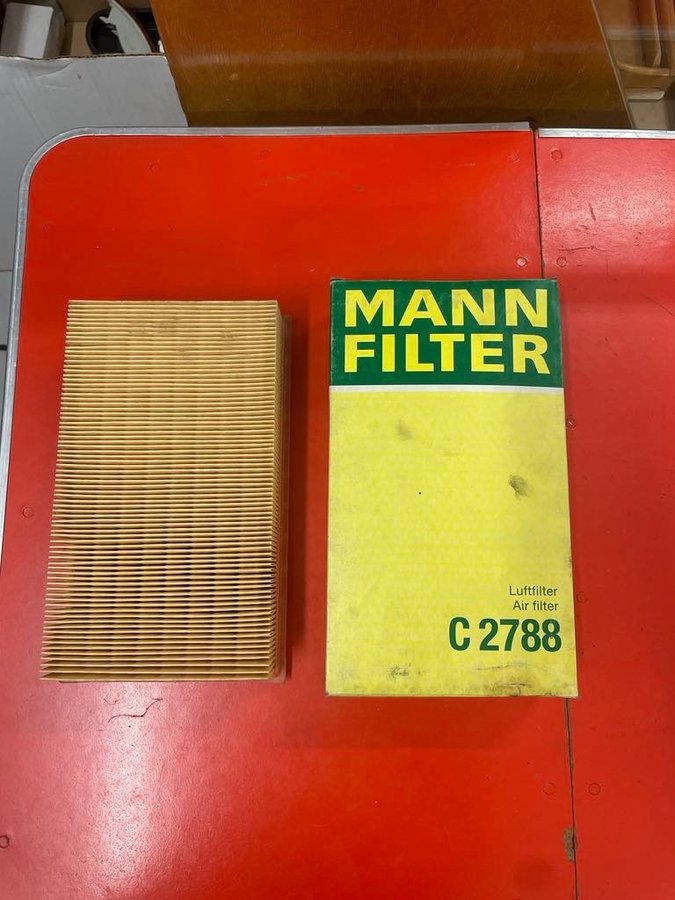 MANN
FILTER
Luftfilter
Air filter
C 2788